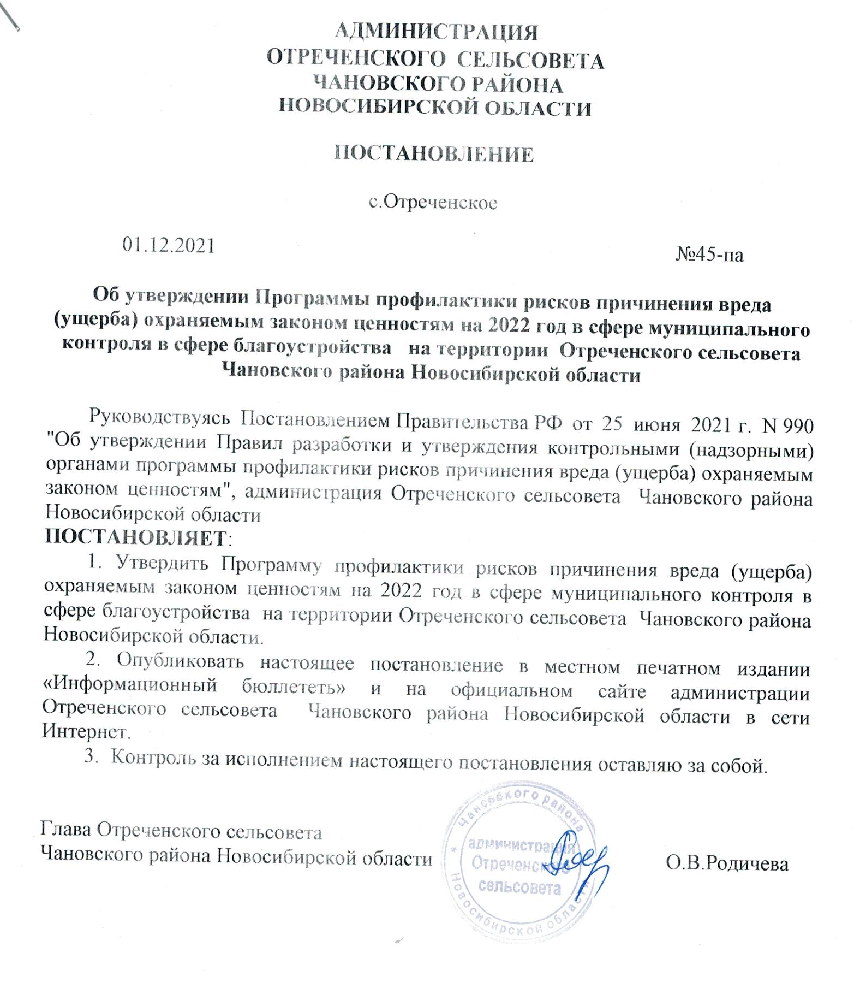 АДМИНИСТРАЦИЯ
ОТРЕЧЕНСКОГО СЕЛЬСОВЕТА
ЧАНОВСКОГО РАЙОНА
НОВОСИБИРСКОЙ ОБЛАСТИ
ПОСТАНОВЛЕНИЕ
с.Отреченское
01.12.2021 №45-па
Об утверждении Программы профилактики рисков причинения вреда
(ущерба) охраняемым законом ценностям на 2022 год в сфере муниципального
контроля в сфере благоустройства на территории Отреченского сельсовета
Чановского района Новосибирской области
Руководствуясь Постановлением Правительства РФ от 25 июня 2021 г. N 990
"Об утверждении Правил разработки и утверждения контрольными (надзорными)
органами программы профилактики рисков причинения вреда (ущерба) охраняемым
законом ценностям", администрация Отреченского сельсовета Чановского района
Новосибирской области
ПОСТАНОВЛЯЕТ:
1. Утвердить Программу профилактики рисков причинения вреда (ущерба)
охраняемым законом ценностям на 2022 год в сфере муниципального контроля в
сфере благоустройства на территории Отреченского сельсовета Чановского района
Новосибирской области.
2. Опубликовать настоящее постановление в местном печатном издании
«Информационный бюллететь» и на официальном сайте администрации
Отреченского сельсовета Чановского района Новосибирской области в сети
Интернет.
3. Контроль за исполнением настоящего постановления оставляю за собой.
Глава Отреченского сельсовета
Чановского района Новосибирской области О.В.Родичева
Чановского района
администрация
Отреченского
сельсовета
Новосибирской области